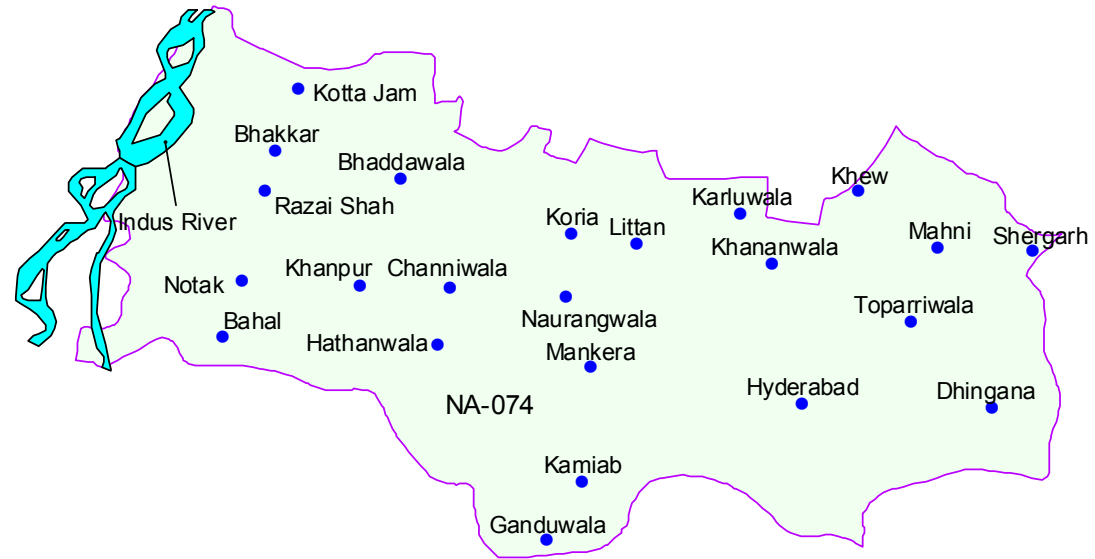 Kotta Jam
Bhakkar
Bhaddawala
Khew
Razai Shah
Karluwala
Indus River
Koria
Littan
Mahni
Shergarh
Khananwala
Notak
Khanpur
Channiwala
Toparriwala
Bahal
Naurangwala
Hathanwala
Mankera
Hyderabad
Dhingana
NA-074
Kamiab
Ganduwala